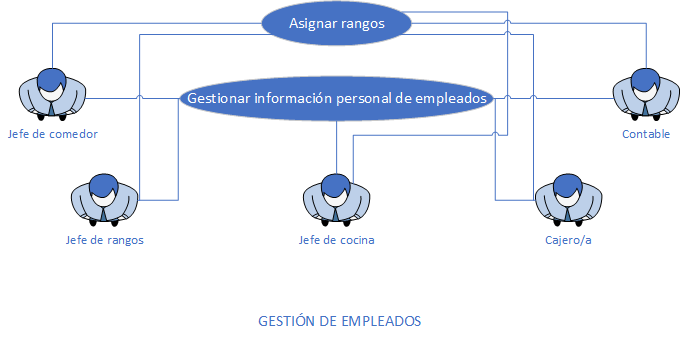 Asignar rangos
Gestionar información personal de empleados
Jefe de comedor
Contable
Jefe de rangos
Jefe de cocina
Cajero/a
GESTIÓN DE EMPLEADOS